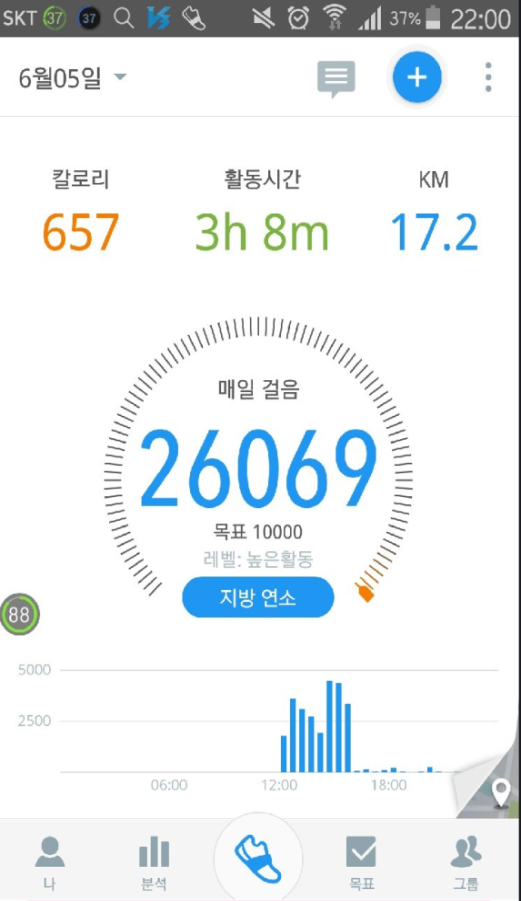 SKT 37 37 37% 22:00
6월05일
칼로리 활동시간 KM
657 3h 8m 17.2
매일 걸음
26069
목표 10000
레벨: 높은활동
지방 연소
88
5000
2500
06:00 12:00 18:00
나 분석 목표 그룹